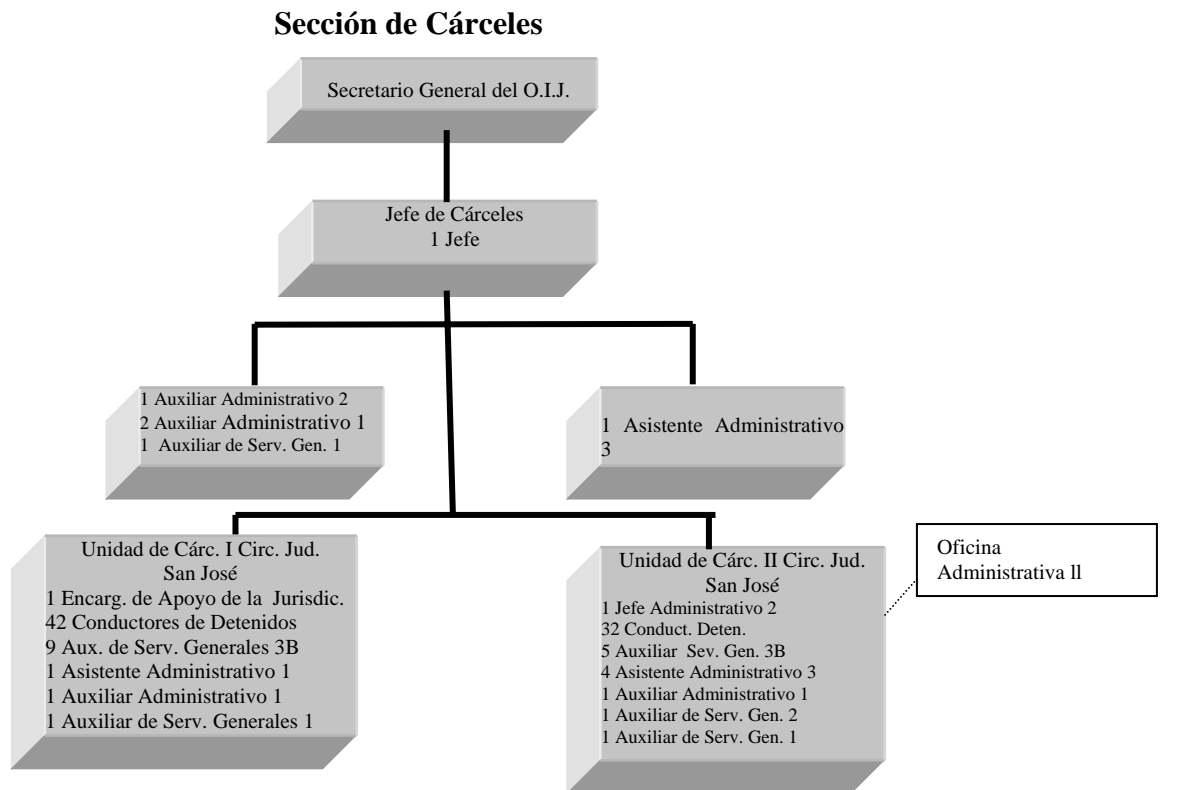 Sección de Cárceles
Secretario General del O.I.J.
Jefe de Cárceles
1 Jefe
1 Auxiliar Administrativo 2
2 Auxiliar Administrativo 1
1 Auxiliar de Serv. Gen. 1
1 Asistente Administrativo
3
Unidad de Cárc. I Circ. Jud.
San José
1 Encarg. de Apoyo de la Jurisdic.
42 Conductores de Detenidos
9 Aux. de Serv. Generales 3B
1 Asistente Administrativo 1
1 Auxiliar Administrativo 1
1 Auxiliar de Serv. Generales 1
Unidad de Cárc. II Circ. Jud.
San José
1 Jefe Administrativo 2
32 Conduct. Deten.
5 Auxiliar Sev. Gen. 3B
4 Asistente Administrativo 3
1 Auxiliar Administrativo 1
1 Auxiliar de Serv. Gen. 2
1 Auxiliar de Serv. Gen. 1
Oficina
Administrativa ll